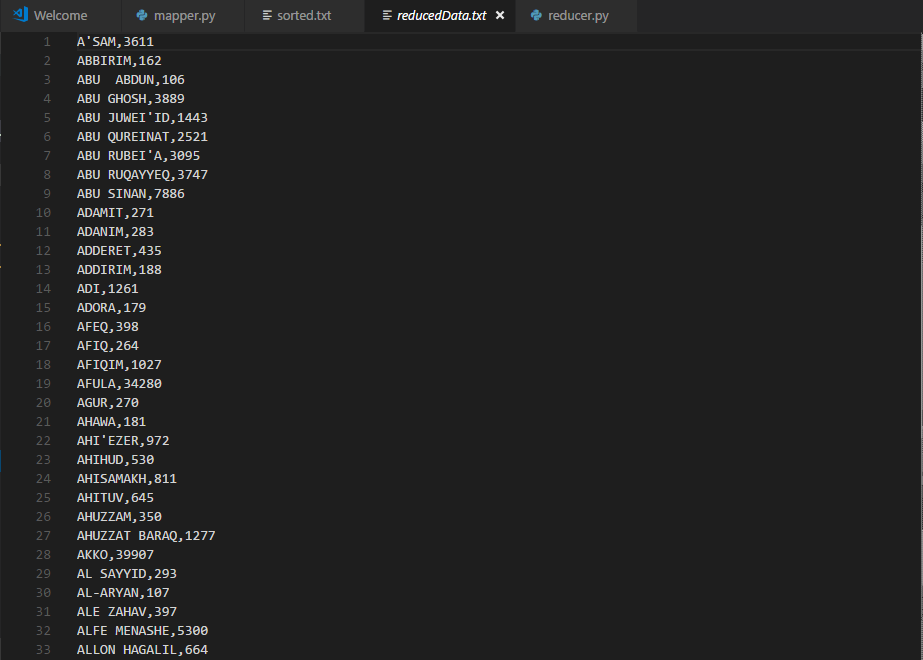 Welcome mapper.py sorted.txt reducedData.txt reducer.py
1 A'SAM,3611
2 ABBIRIM,162
3 ABU  ABDUN,106
4 ABU GHOSH,3889
5 ABU JUWEI'ID,1443
6 ABU QUREINAT,2521
7 ABU RUBEI'A,3095
8 ABU RUQAYYEQ,3747
9 ABU SINAN,7886
10 ADAMIT,271
11 ADANIM,283
12 ADDERET,435
13 ADDIRIM,188
14 ADI,1261
15 ADORA,179
16 AFEQ,398
17 AFIQ,264
18 AFIQIM,1027
19 AFULA,34280
20 AGUR,270
21 AHAWA,181
22 AHI'EZER,972
23 AHIHUD,530
24 AHISAMAKH,811
25 AHITUV,645
26 AHUZZAM,350
27 AHUZZAT BARAQ,1277
28 AKKO,39907
29 AL SAYYID,293
30 AL-ARYAN,107
31 ALE ZAHAV,397
32 ALFE MENASHE,5300
33 ALLON HAGALIL,664